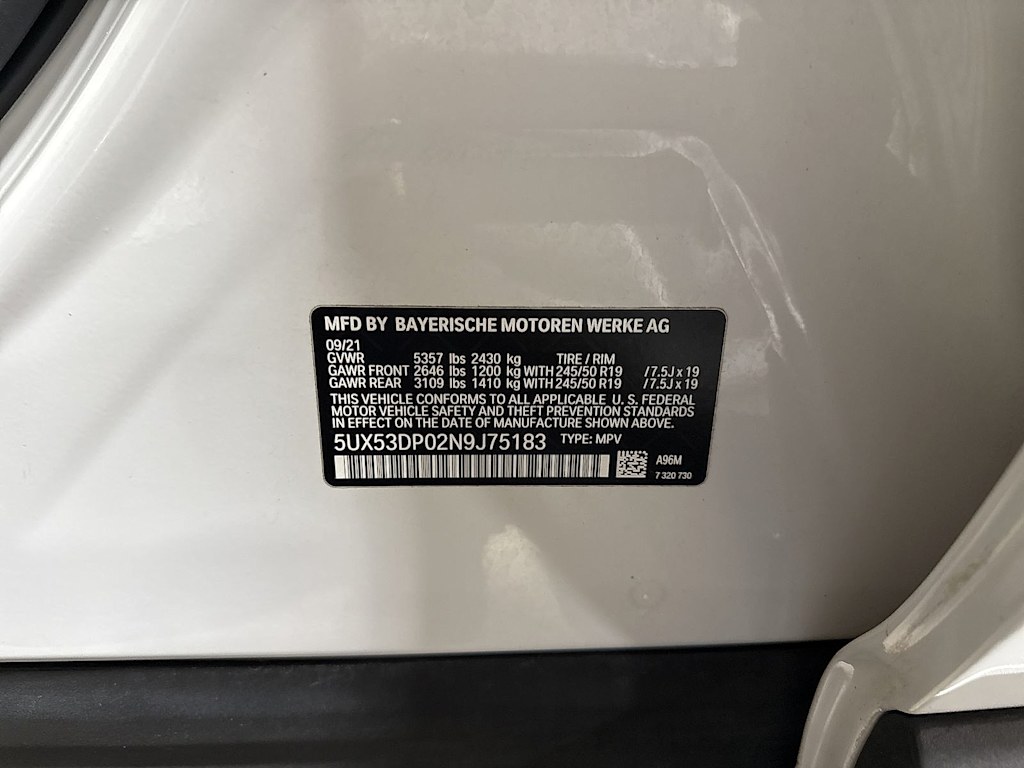 MFD BY BAYERISCHE MOTOREN WERKE AG
09/21
GVWR 5357 lbs 2430 kg TIRE / RIM
GAWR FRONT 2646 lbs 1200 kg WITH 245/50 R19 / 7.5J x 19
GAWR REAR 3109 lbs 1410 kg WITH 245/50 R19 / 7.5J x 19
THIS VEHICLE CONFORMS TO ALL APPLICABLE U. S. FEDERAL
MOTOR VEHICLE SAFETY AND THEFT PREVENTION STANDARDS
IN EFFECT ON THE DATE OF MANUFACTURE SHOWN ABOVE.
5UX53DP02N9J75183 TYPE: MPV
A96M
7 320 730